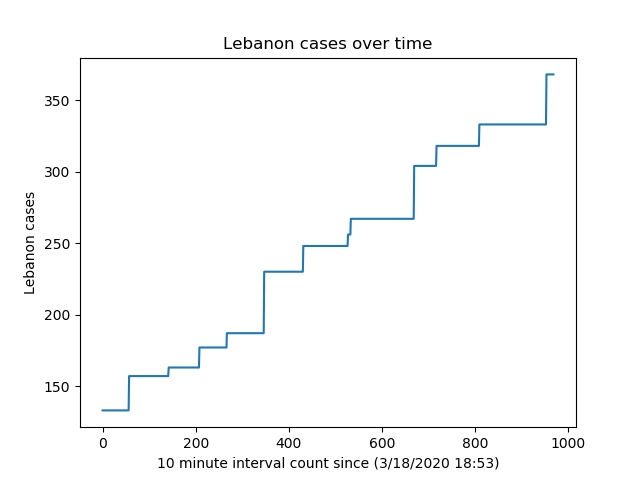 Lebanon cases over time
350
300
250
200
150
Lebanon cases
0 200 400 600 800 1000
10 minute interval count since (3/18/2020 18:53)